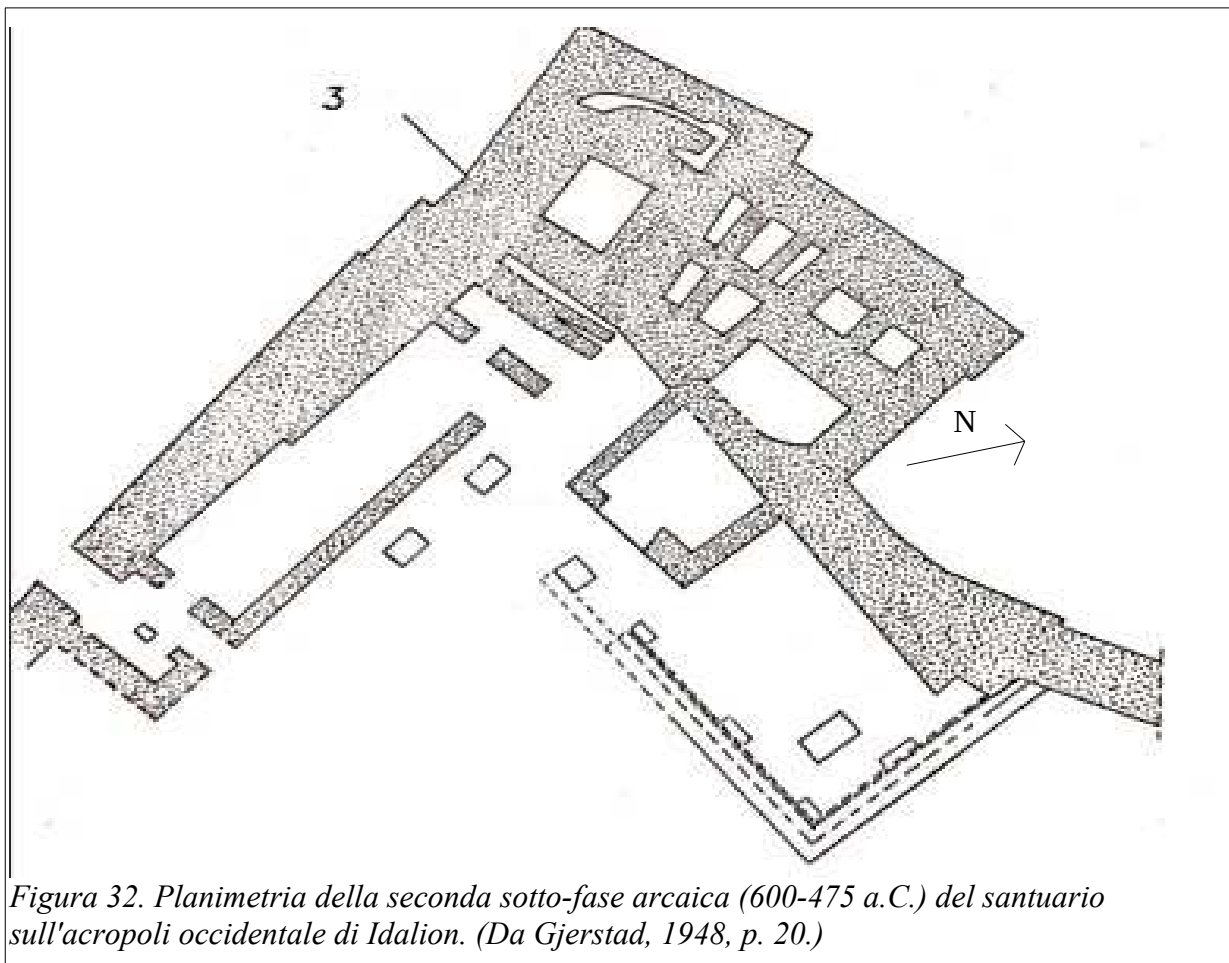 3
N
Figura 32. Planimetria della seconda sotto-fase arcaica (600-475 a.C.) del santuario
sull'acropoli occidentale di Idalion. (Da Gjerstad, 1948, p. 20.)